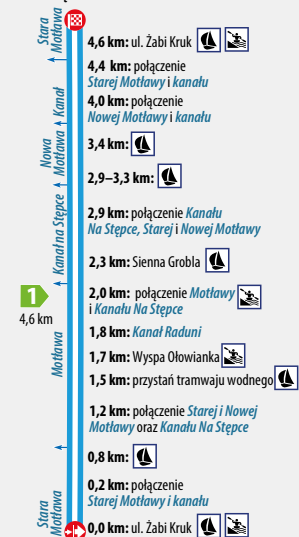 Stara
Motława
4,6 km: ul. Żabi Kruk
4,4 km: połączenie
Starej Motławy i kanału
Kanał
4,0 km: połączenie
Nowej Motławy i kanału
Nowa
Motława
3,4 km:
2,9–3,3 km:
Kanał na Stępce
2,9 km: połączenie Kanału
Na Stępce, Starej i Nowej Motławy
2,3 km: Sienna Grobla
1
4,6 km
2,0 km: połączenie Motławy
i Kanału Na Stępce
Motława
1,8 km: Kanał Raduni
1,7 km: Wyspa Ołowianka
1,5 km: przystań tramwaju wodnego
1,2 km: połączenie Starej i Nowej
Motławy oraz Kanału Na Stępce
0,8 km:
0,2 km: połączenie
Starej Motławy i kanału
Stara
Motława
0,0 km: ul. Żabi Kruk